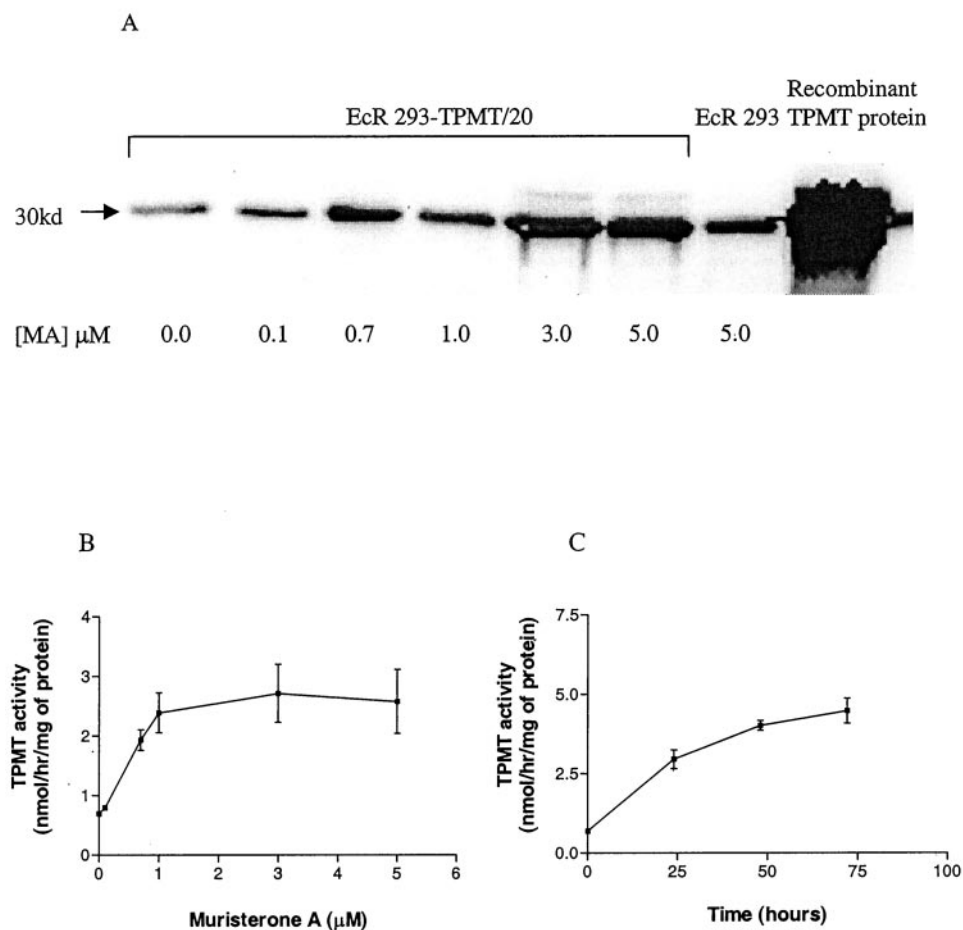 A
Recombinant
EcR 293-TPMT/20 EcR 293 TPMT protein
30kd
[MA] μM 0.0 0.1 0.7 1.0 3.0 5.0 5.0
B
TPMT activity
(nmol/hr/mg of protein)
4
3
2
1
0
0 1 2 3 4 5 6
Muristerone A (μM)
C
TPMT activity
(nmol/hr/mg of protein)
7.5
5.0
2.5
0.0
0 25 50 75 100
Time (hours)